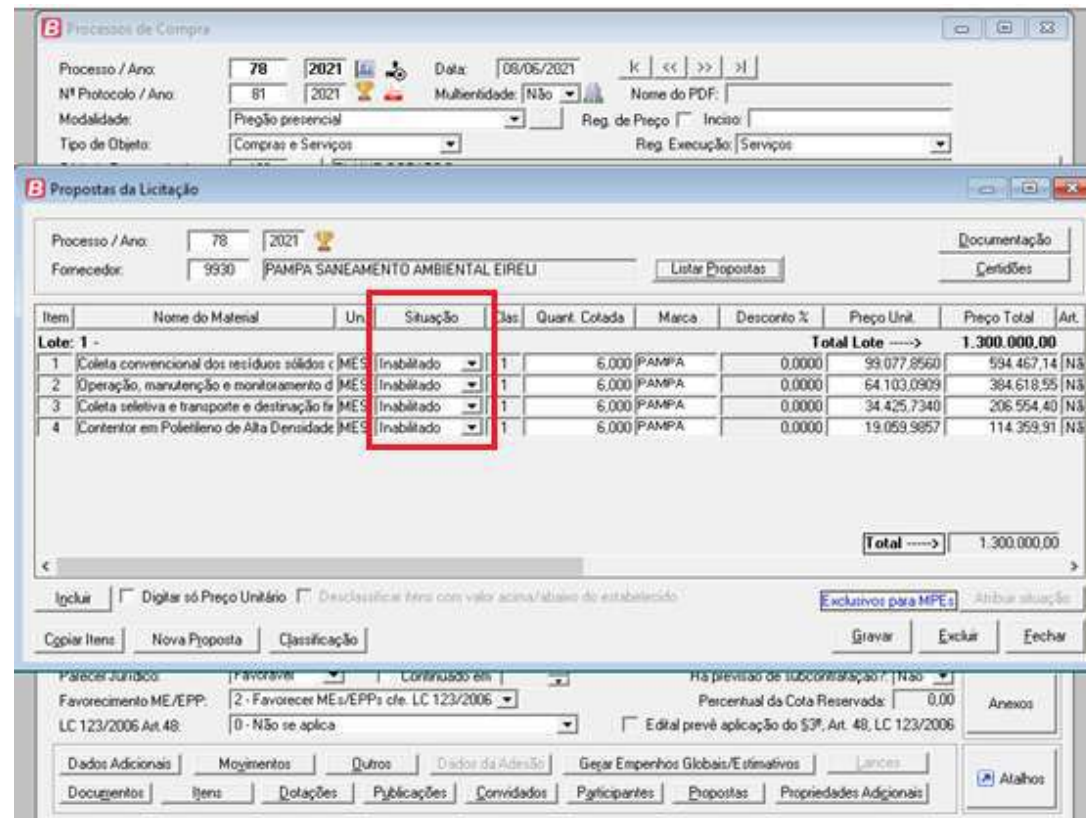 Processos de Compra
Processo / Ano: 78 2021 Data: 08/06/2021 |< << >> >|
Nº Protocolo / Ano: 81 2021 Multientidade: Não Nome do PDF:
Modalidade: Pregão presencial Reg. de Preço Inciso:
Tipo de Objeto: Compras e Serviços Reg. Execução: Serviços
Propostas da Licitação
Processo / Ano: 78 2021 Documentação
Fornecedor: 9930 PAMPA SANEAMENTO AMBIENTAL EIRELI Listar Propostas Certidões
Item Nome do Material Un. Situação Clas. Quant. Cotada Marca Desconto % Preço Unit. Preço Total Art.
Lote: 1 - Total Lote -----> 1.300.000,00
1 Coleta convencional dos resíduos sólidos c MES Inabilitado 1 6,000 PAMPA 0,0000 99.077,8560 594.467,14 Nã
2 Operação, manutenção e monitoramento d MES Inabilitado 1 6,000 PAMPA 0,0000 64.103,0909 384.618,55 Nã
3 Coleta seletiva e transporte e destinação fir MES Inabilitado 1 6,000 PAMPA 0,0000 34.425,7340 206.554,40 Nã
4 Contentor em Polietileno de Alta Densidade MES Inabilitado 1 6,000 PAMPA 0,0000 19.059,9857 114.359,91 Nã
Total -----> 1.300.000,00
Incluir Digitar só Preço Unitário Desclassificar itens com valor acima/abaixo do estabelecido Exclusivos para MPEs Atribuir situação
Copiar Itens Nova Proposta Classificação Gravar Excluir Fechar
Parecer Jurídico: Favorável Continuado em Há previsão de subcontratação?: Não
Favorecimento ME/EPP: 2 - Favorecer MEs/EPPs cfe. LC 123/2006 Percentual da Cota Reservada: 0,00 Anexos
LC 123/2006 Art. 48: 0 - Não se aplica Edital prevê aplicação do §3º, Art. 48, LC 123/2006
Dados Adicionais Movimentos Outros Dados da Adesão Gerar Empenhos Globais/Estimativos Lances Atalhos
Documentos Itens Dotações Publicações Convidados Participantes Propostas Propriedades Adicionais